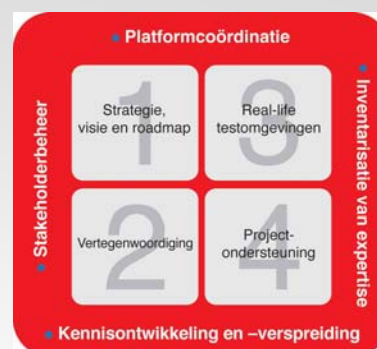 • Platformcoördinatie
• Stakeholderbeheer
1
Strategie,
visie en roadmap
3
Real-life
testomgevingen
2
Vertegenwoordiging
4
Project-
ondersteuning
• Inventarisatie van expertise
• Kennisontwikkeling en –verspreiding